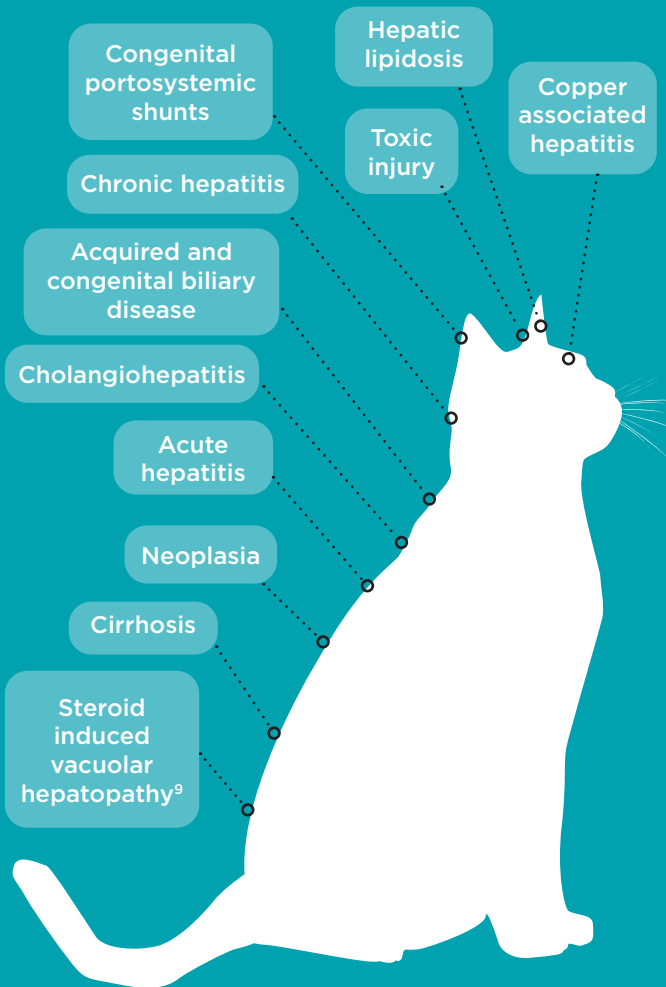 Congenital
portosystemic
shunts
Hepatic
lipidosis
Copper
associated
hepatitis
Toxic
injury
Chronic hepatitis
Acquired and
congenital biliary
disease
Cholangiohepatitis
Acute
hepatitis
Neoplasia
Cirrhosis
Steroid
induced
vacuolar
hepatopathy⁹